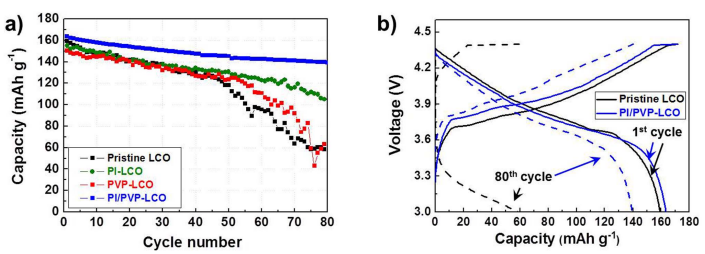 a)
Capacity (mAh g⁻¹)
180
160
140
120
100
80
60
40
20
0
Pristine LCO
PI-LCO
PVP-LCO
PI/PVP-LCO
0 10 20 30 40 50 60 70 80
Cycle number
b)
Voltage (V)
4.5
4.2
3.9
3.6
3.3
3.0
Pristine LCO
PI/PVP-LCO
1st cycle
80th cycle
0 20 40 60 80 100 120 140 160 180
Capacity (mAh g⁻¹)